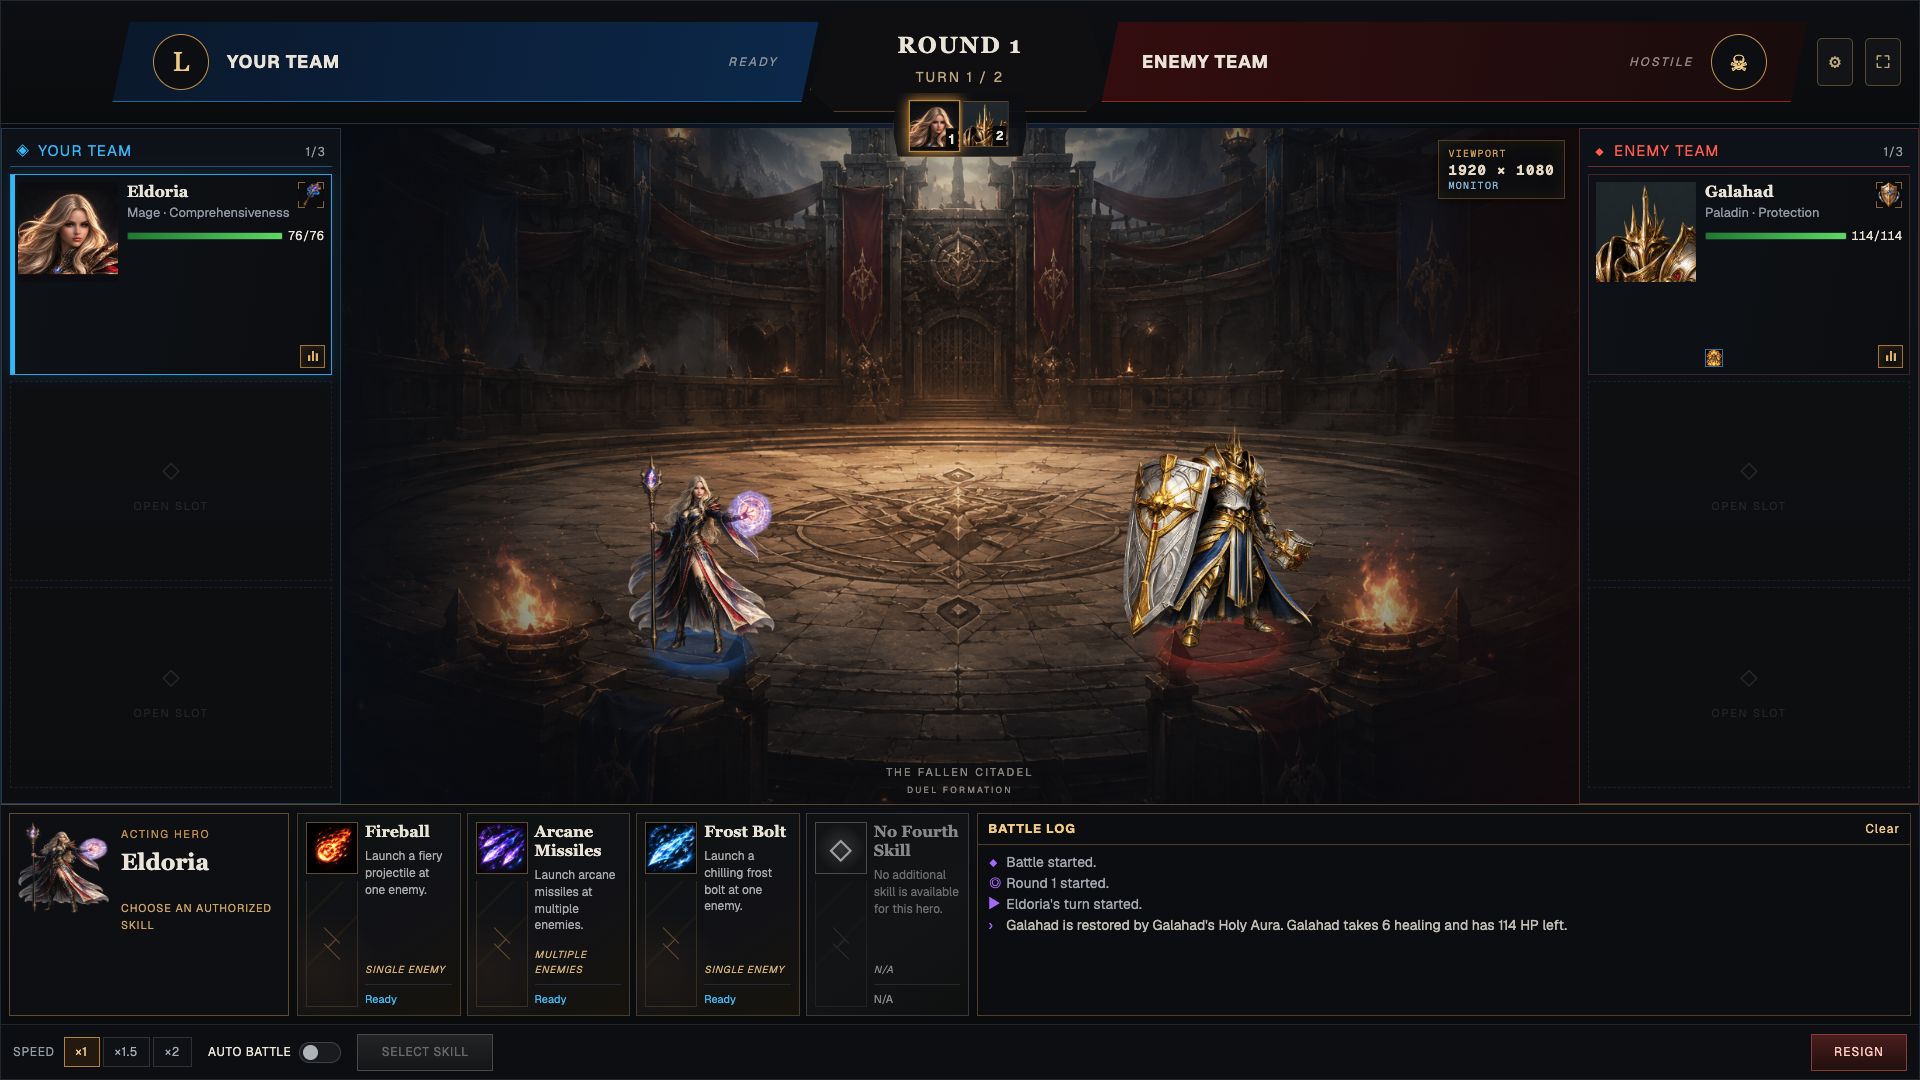 ROUND 1
TURN 1 / 2
L
YOUR TEAM
READY
ENEMY TEAM
HOSTILE
1
2
YOUR TEAM
1/3
Eldoria
Mage · Comprehensiveness
76/76
OPEN SLOT
OPEN SLOT
VIEWPORT
1920 × 1080
MONITOR
THE FALLEN CITADEL
DUEL FORMATION
ENEMY TEAM
1/3
Galahad
Paladin · Protection
114/114
OPEN SLOT
OPEN SLOT
ACTING HERO
Eldoria
CHOOSE AN AUTHORIZED
SKILL
Fireball
Launch a fiery
projectile at
one enemy.
SINGLE ENEMY
Ready
Arcane
Missiles
Launch arcane
missiles at
multiple
enemies.
MULTIPLE
ENEMIES
Ready
Frost Bolt
Launch a
chilling frost
bolt at one
enemy.
SINGLE ENEMY
Ready
No Fourth
Skill
No additional
skill is available
for this hero.
N/A
N/A
BATTLE LOG
Clear
Battle started.
Round 1 started.
Eldoria's turn started.
Galahad is restored by Galahad's Holy Aura. Galahad takes 6 healing and has 114 HP left.
SPEED
×1
×1.5
×2
AUTO BATTLE
SELECT SKILL
RESIGN